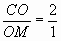 CO/OM = 2/1